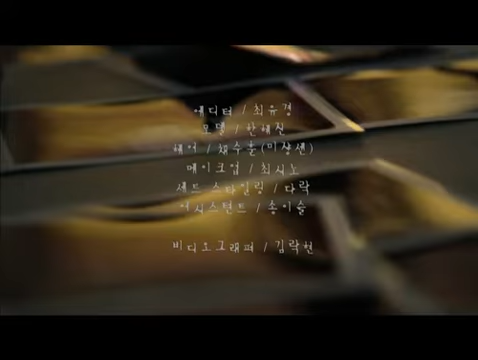 에디터 / 최유경
모델 / 한혜진
헤어 / 채수훈(미장센)
메이크업 / 최시노
세트 스타일링 / 다락
어시스턴트 / 송이슬
비디오그래퍼 / 김락현